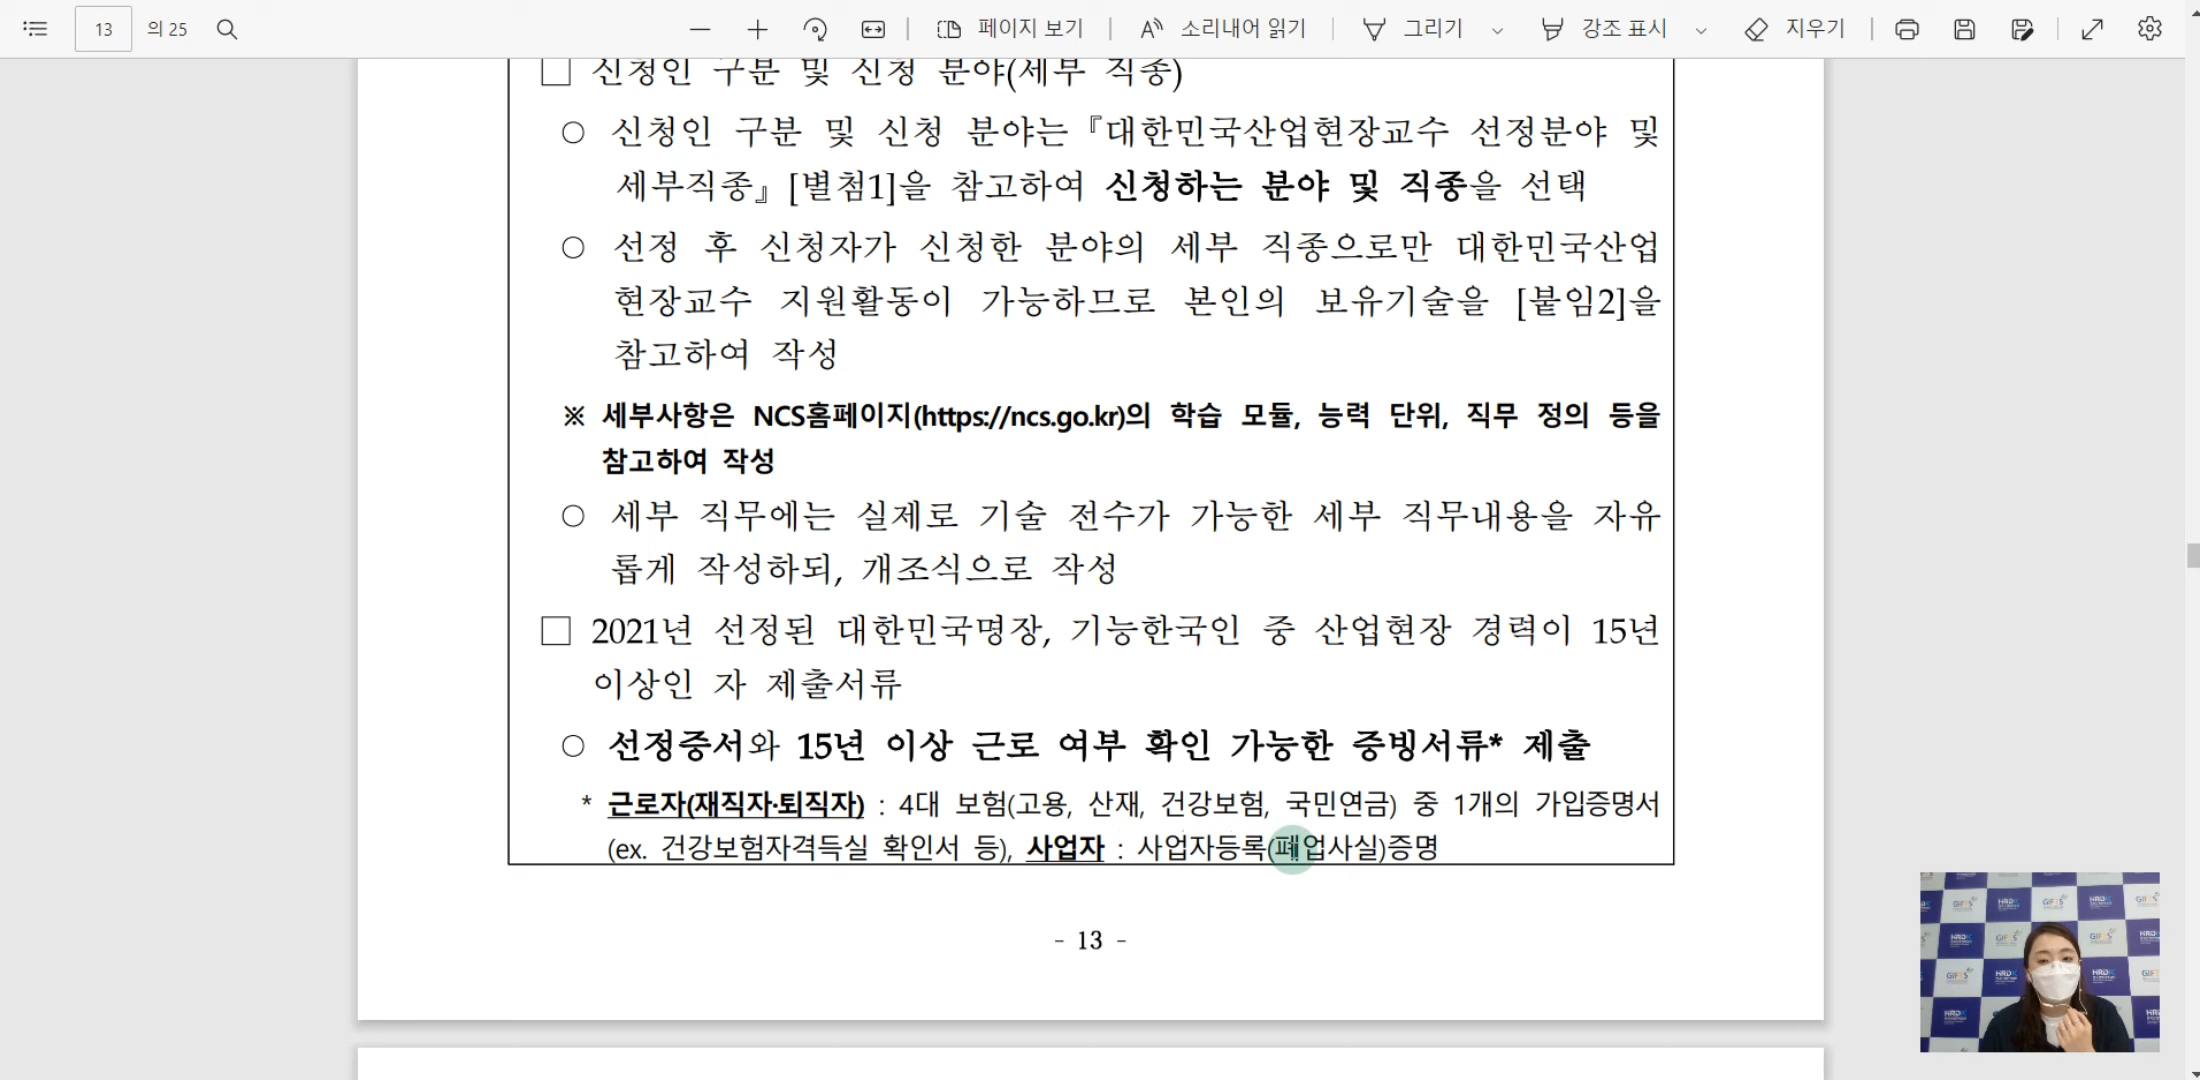 13 의 25 페이지 보기 소리내어 읽기 그리기 강조 표시 지우기
□ 신청인 구분 및 신청 분야(세부 직종)
○ 신청인 구분 및 신청 분야는『대한민국산업현장교수 선정분야 및
세부직종』[별첨1]을 참고하여 신청하는 분야 및 직종을 선택
○ 선정 후 신청자가 신청한 분야의 세부 직종으로만 대한민국산업
현장교수 지원활동이 가능하므로 본인의 보유기술을 [붙임2]을
참고하여 작성
※ 세부사항은 NCS홈페이지(https://ncs.go.kr)의 학습 모듈, 능력 단위, 직무 정의 등을
참고하여 작성
○ 세부 직무에는 실제로 기술 전수가 가능한 세부 직무내용을 자유
롭게 작성하되, 개조식으로 작성
□ 2021년 선정된 대한민국명장, 기능한국인 중 산업현장 경력이 15년
이상인 자 제출서류
○ 선정증서와 15년 이상 근로 여부 확인 가능한 증빙서류* 제출
* 근로자(재직자·퇴직자) : 4대 보험(고용, 산재, 건강보험, 국민연금) 중 1개의 가입증명서
(ex. 건강보험자격득실 확인서 등), 사업자 : 사업자등록(폐업사실)증명
- 13 -